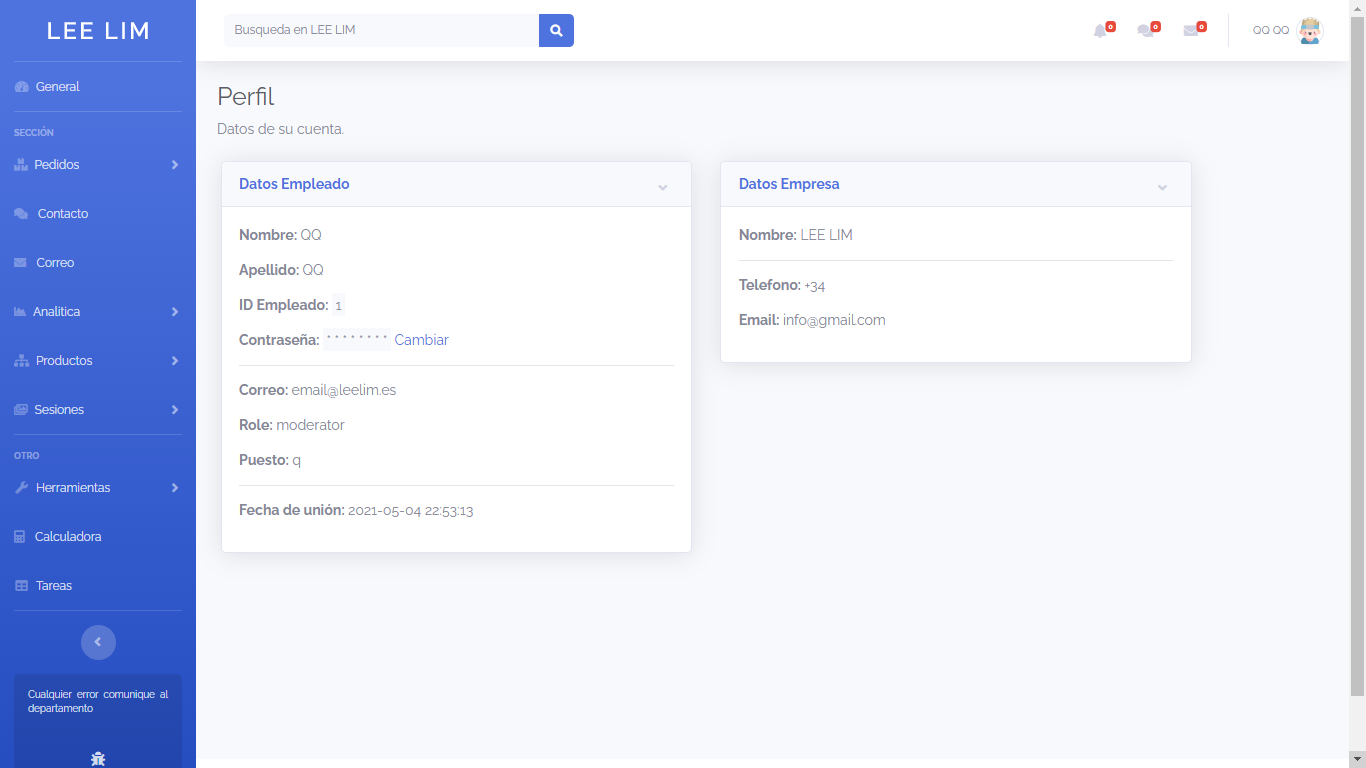 LEE LIM
Busqueda en LEE LIM
0
0
0
QQ QQ
General
SECCIÓN
Pedidos
Contacto
Correo
Analitica
Productos
Sesiones
OTRO
Herramientas
Calculadora
Tareas
Cualquier error comunique al
departamento
Perfil
Datos de su cuenta.
Datos Empleado
Nombre: QQ
Apellido: QQ
ID Empleado: 1
Contraseña: ******** Cambiar
Correo: email@leelim.es
Role: moderator
Puesto: q
Fecha de unión: 2021-05-04 22:53:13
Datos Empresa
Nombre: LEE LIM
Telefono: +34
Email: info@gmail.com